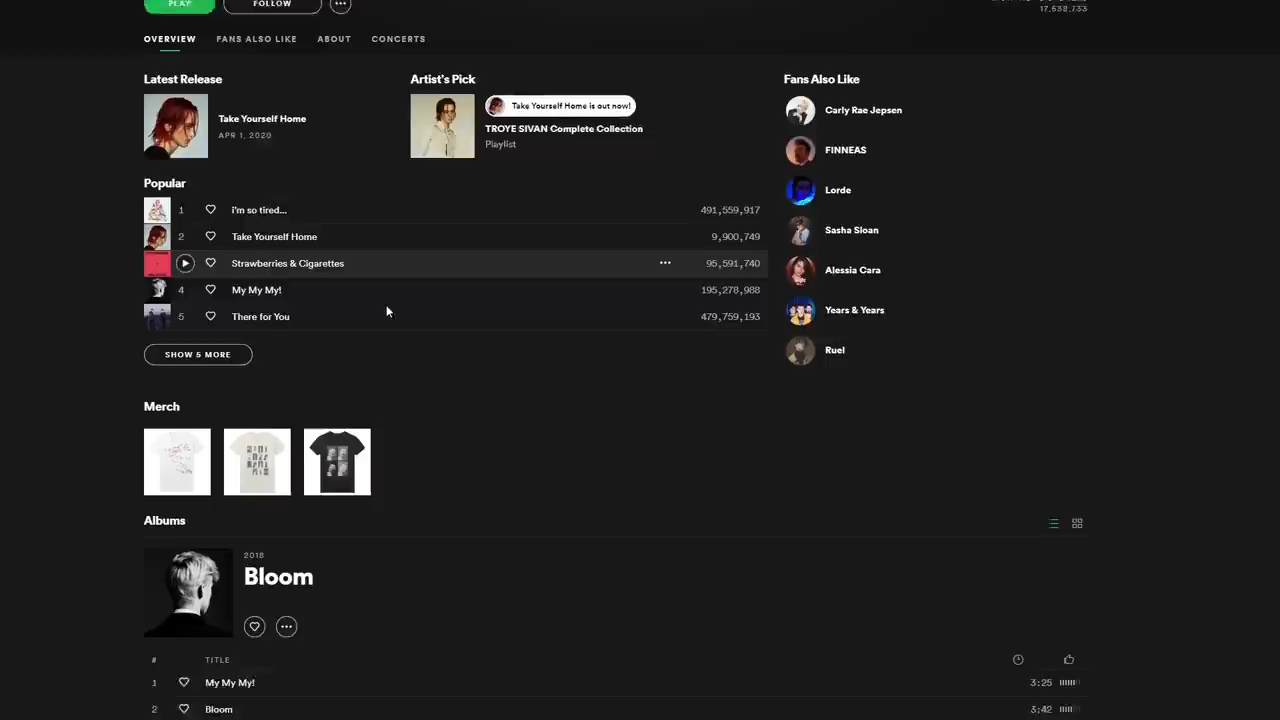 PLAY
FOLLOW
17,538,733
OVERVIEW
FANS ALSO LIKE
ABOUT
CONCERTS
Latest Release
Take Yourself Home
APR 1, 2020
Artist's Pick
Take Yourself Home is out now!
TROYE SIVAN Complete Collection
Playlist
Fans Also Like
Carly Rae Jepsen
FINNEAS
Lorde
Sasha Sloan
Alessia Cara
Years & Years
Ruel
Popular
1 i'm so tired... 491,559,917
2 Take Yourself Home 9,900,749
Strawberries & Cigarettes 95,591,740
4 My My My! 195,278,988
5 There for You 479,759,193
SHOW 5 MORE
Merch
Albums
2018
Bloom
# TITLE
1 My My My! 3:25
2 Bloom 3:42